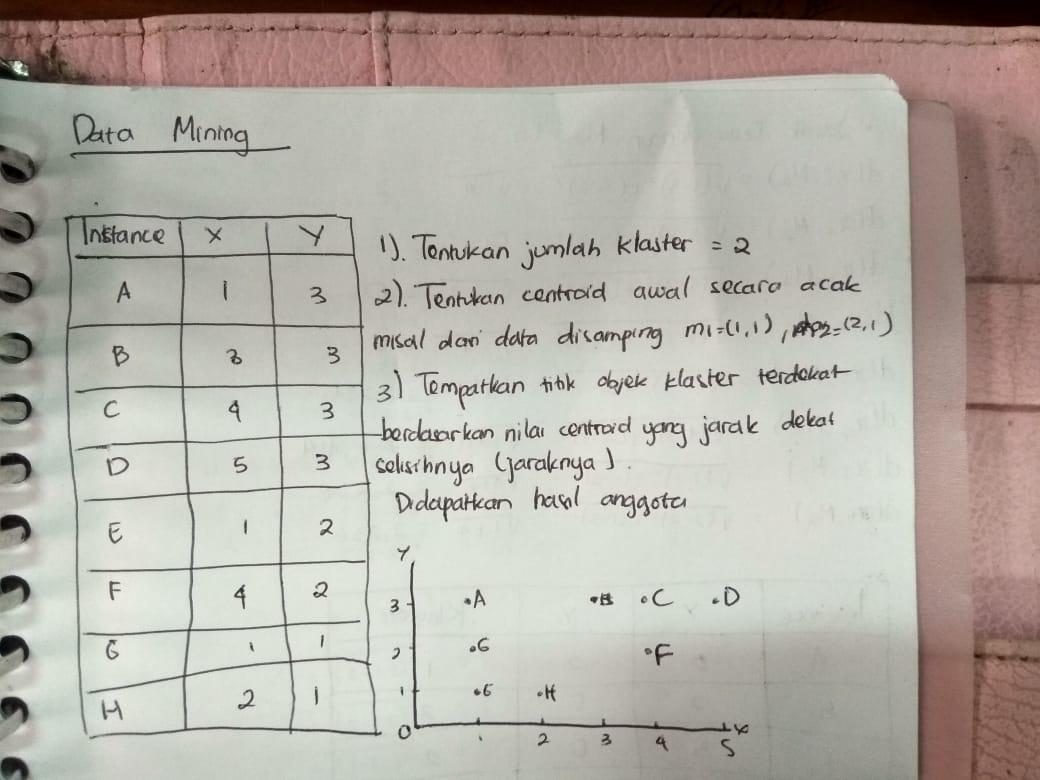 Data Mining
Instance X Y
A 1 3
B 3 3
C 4 3
D 5 3
E 1 2
F 4 2
G 1 1
H 2 1
1). Tentukan jumlah klaster = 2
2). Tentukan centroid awal secara acak
misal dari data disamping m1=(1,1), 2=(2,1)
3) Tempatkan titik objek klaster terdekat
berdasarkan nilai centroid yang jarak dekat
selisihnya (jaraknya).
Didapatkan hasil anggota
Y
3 .A .B .C .D
2 .G .F
1 .G .H
0 1 2 3 4 5 X